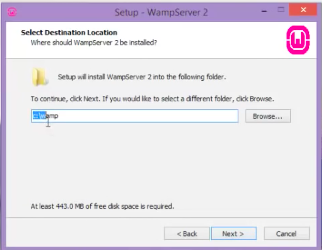 Setup - WampServer 2
Select Destination Location
Where should WampServer 2 be installed?
Setup will install WampServer 2 into the following folder.
To continue, click Next. If you would like to select a different folder, click Browse.
c:\wamp
Browse...
At least 443.0 MB of free disk space is required.
< Back
Next >
Cancel